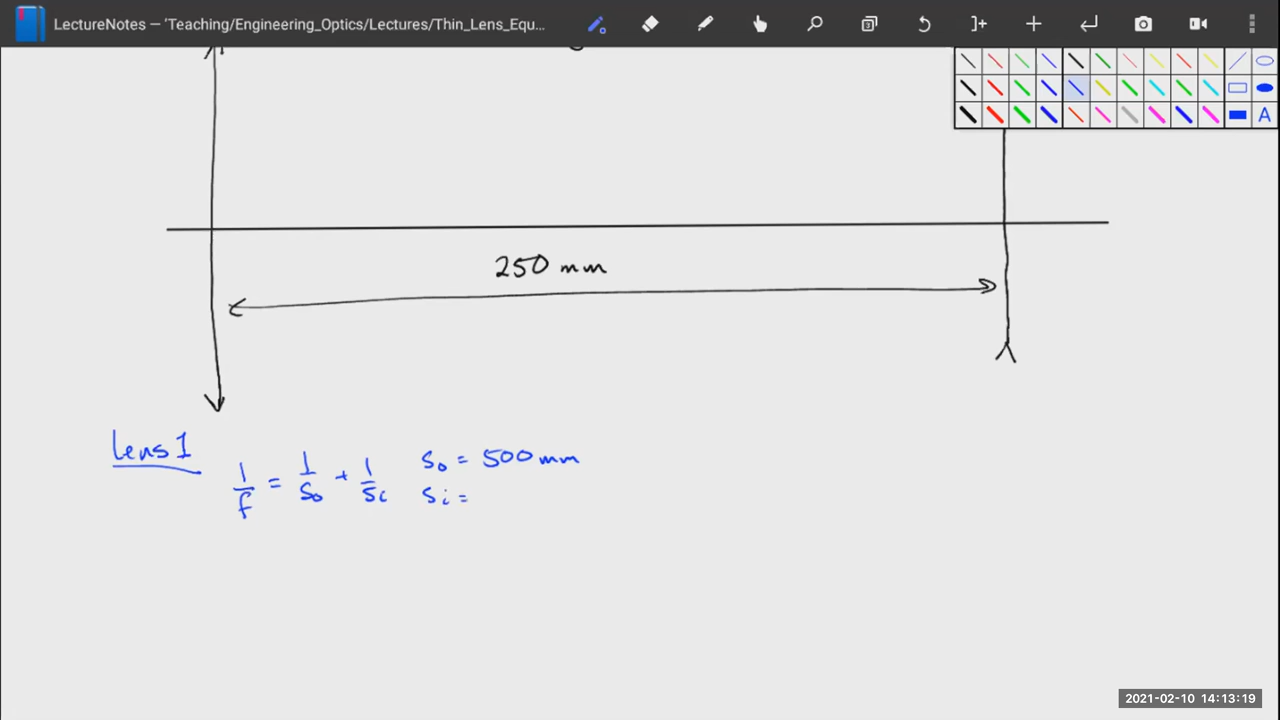 LectureNotes — 'Teaching/Engineering_Optics/Lectures/Thin_Lens_Equ...
A
250 mm
Lens 1
1/f = 1/So + 1/Si
So = 500 mm
Si =
2021-02-10 14:13:19